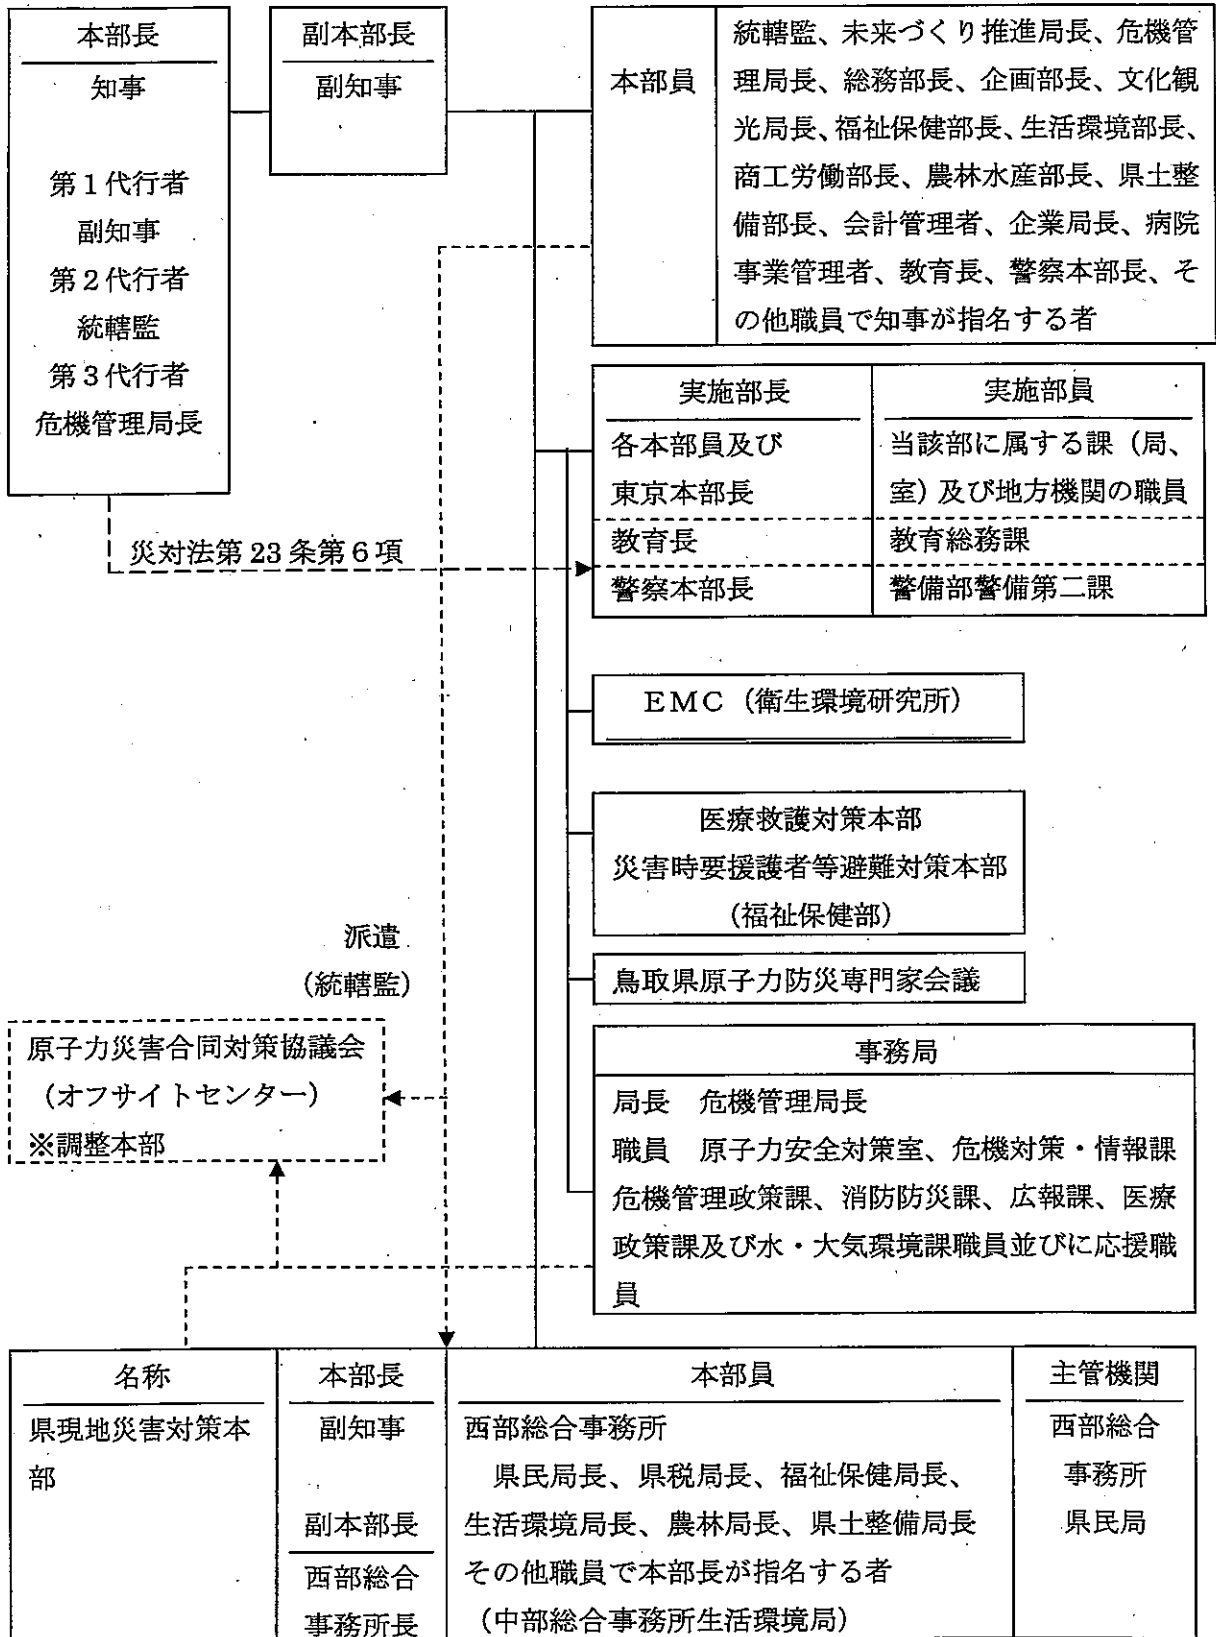 本部長
知事
第1代行者
副知事
第2代行者
統轄監
第3代行者
危機管理局長
副本部長
副知事
本部員
統轄監、未来づくり推進局長、危機管
理局長、総務部長、企画部長、文化観
光局長、福祉保健部長、生活環境部長、
商工労働部長、農林水産部長、県土整
備部長、会計管理者、企業局長、病院
事業管理者、教育長、警察本部長、そ
の他職員で知事が指名する者
実施部長
実施部員
各本部員及び
東京本部長
当該部に属する課（局、
室）及び地方機関の職員
教育長
教育総務課
警察本部長
警備部警備第二課
災対法第23条第6項
EMC（衛生環境研究所）
医療救護対策本部
災害時要援護者等避難対策本部
（福祉保健部）
派遣
（統轄監）
鳥取県原子力防災専門家会議
原子力災害合同対策協議会
（オフサイトセンター）
※調整本部
事務局
局長　危機管理局長
職員　原子力安全対策室、危機対策・情報課
危機管理政策課、消防防災課、広報課、医療
政策課及び水・大気環境課職員並びに応援職
員
名称
県現地災害対策本
部
本部長
副知事
副本部長
西部総合
事務所長
本部員
西部総合事務所
県民局長、県税局長、福祉保健局長、
生活環境局長、農林局長、県土整備局長
その他職員で本部長が指名する者
（中部総合事務所生活環境局）
主管機関
西部総合
事務所
県民局